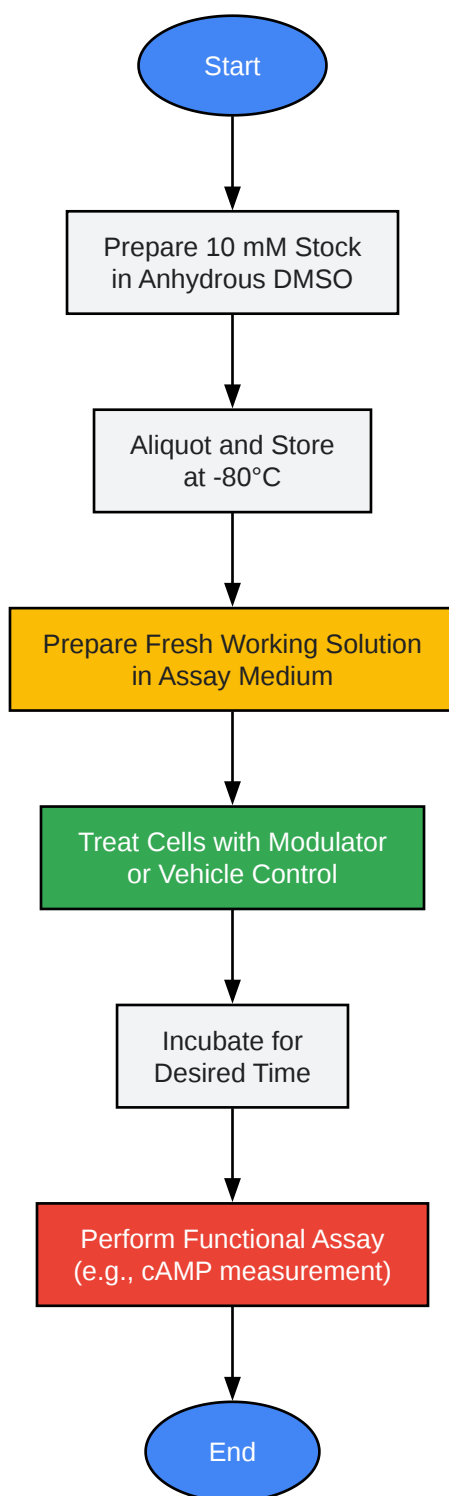 Start
Prepare 10 mM Stock
in Anhydrous DMSO
Aliquot and Store
at -80°C
Prepare Fresh Working Solution
in Assay Medium
Treat Cells with Modulator
or Vehicle Control
Incubate for
Desired Time
Perform Functional Assay
(e.g., cAMP measurement)
End